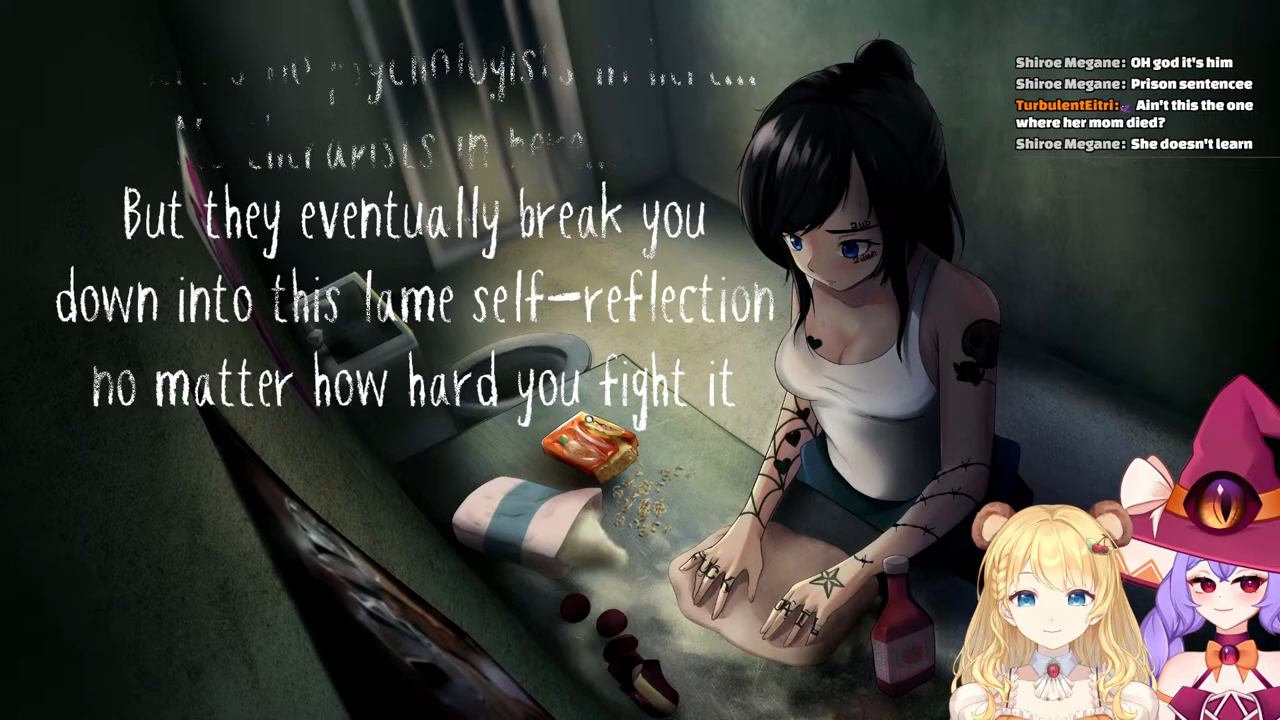 But they eventually break you
down into this lame self-reflection
no matter how hard you fight it
Shiroe Megane: OH god it's him
Shiroe Megane: Prison sentencee
TurbulentEitri: Ain't this the one
where her mom died?
Shiroe Megane: She doesn't learn